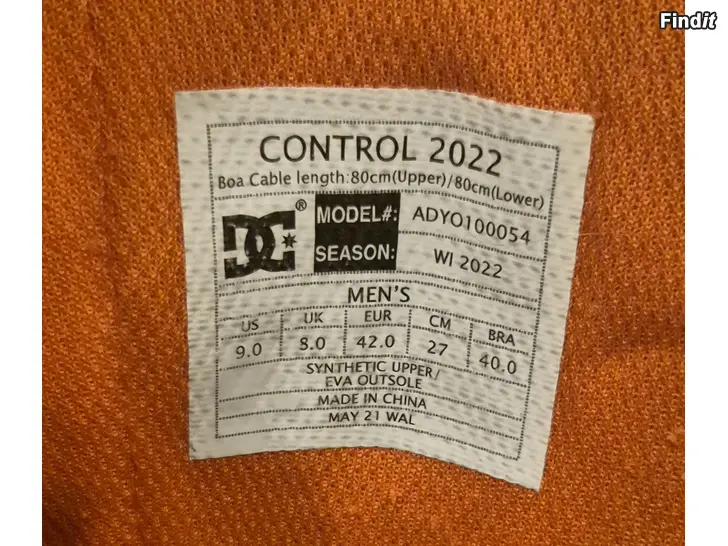 Findit
CONTROL 2022
Boa Cable length:80cm(Upper)/80cm(Lower)
DC ® MODEL#: ADYO100054
SEASON: WI 2022
MEN'S
US UK EUR CM BRA
9.0 8.0 42.0 27 40.0
SYNTHETIC UPPER/
EVA OUTSOLE
MADE IN CHINA
MAY 21 WAL